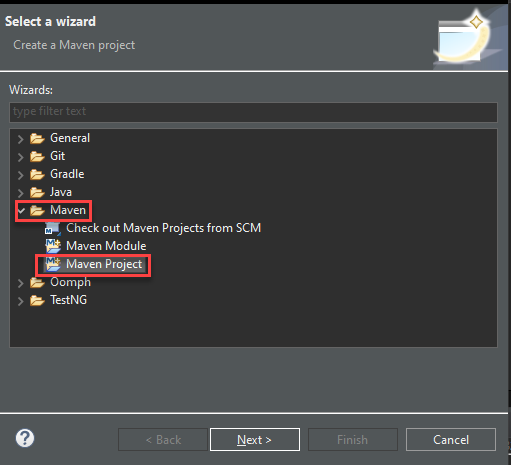 Select a wizard
Create a Maven project
Wizards:
type filter text
General
Git
Gradle
Java
Maven
Check out Maven Projects from SCM
Maven Module
Maven Project
Oomph
TestNG
? < Back Next > Finish Cancel